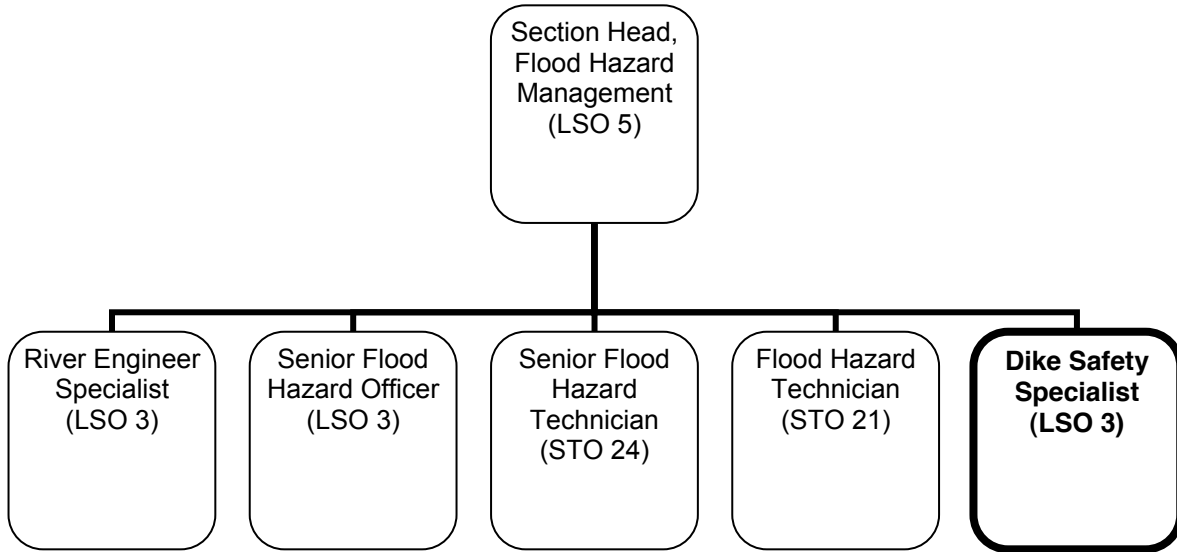 Section Head,
Flood Hazard
Management
(LSO 5)
River Engineer
Specialist
(LSO 3)
Senior Flood
Hazard Officer
(LSO 3)
Senior Flood
Hazard
Technician
(STO 24)
Flood Hazard
Technician
(STO 21)
Dike Safety
Specialist
(LSO 3)